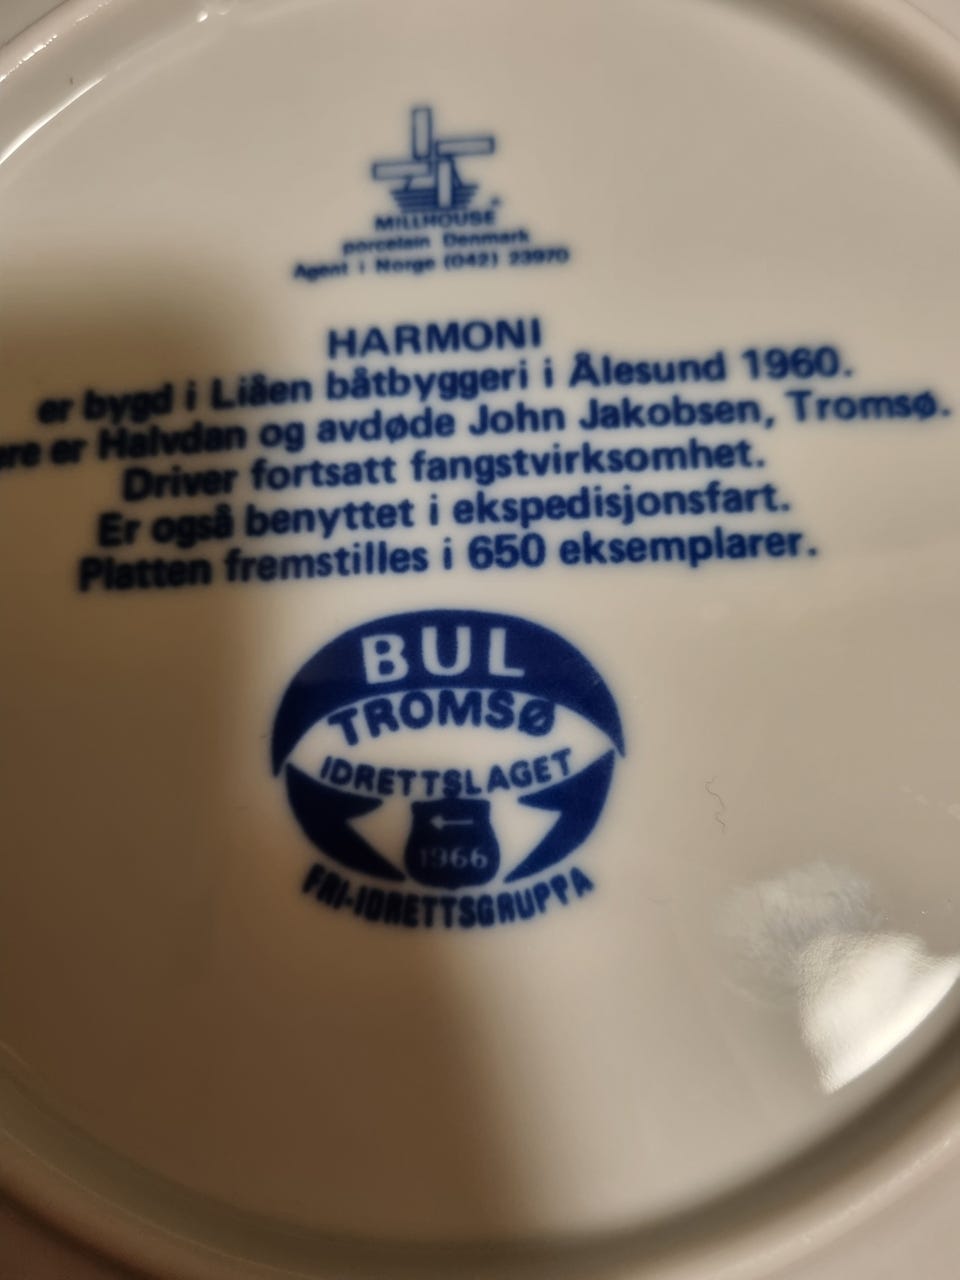 MILLHOUSE
porcelain Denmark
Agent i Norge (042) 23970
HARMONI
er bygd i Liåen båtbyggeri i Ålesund 1960.
er Halvdan og avdøde John Jakobsen, Tromsø.
Driver fortsatt fangstvirksomhet.
Er også benyttet i ekspedisjonsfart.
Platten fremstilles i 650 eksemplarer.
BUL
TROMSØ
IDRETTSLAGET
1966
FRI-IDRETTSGRUPPA